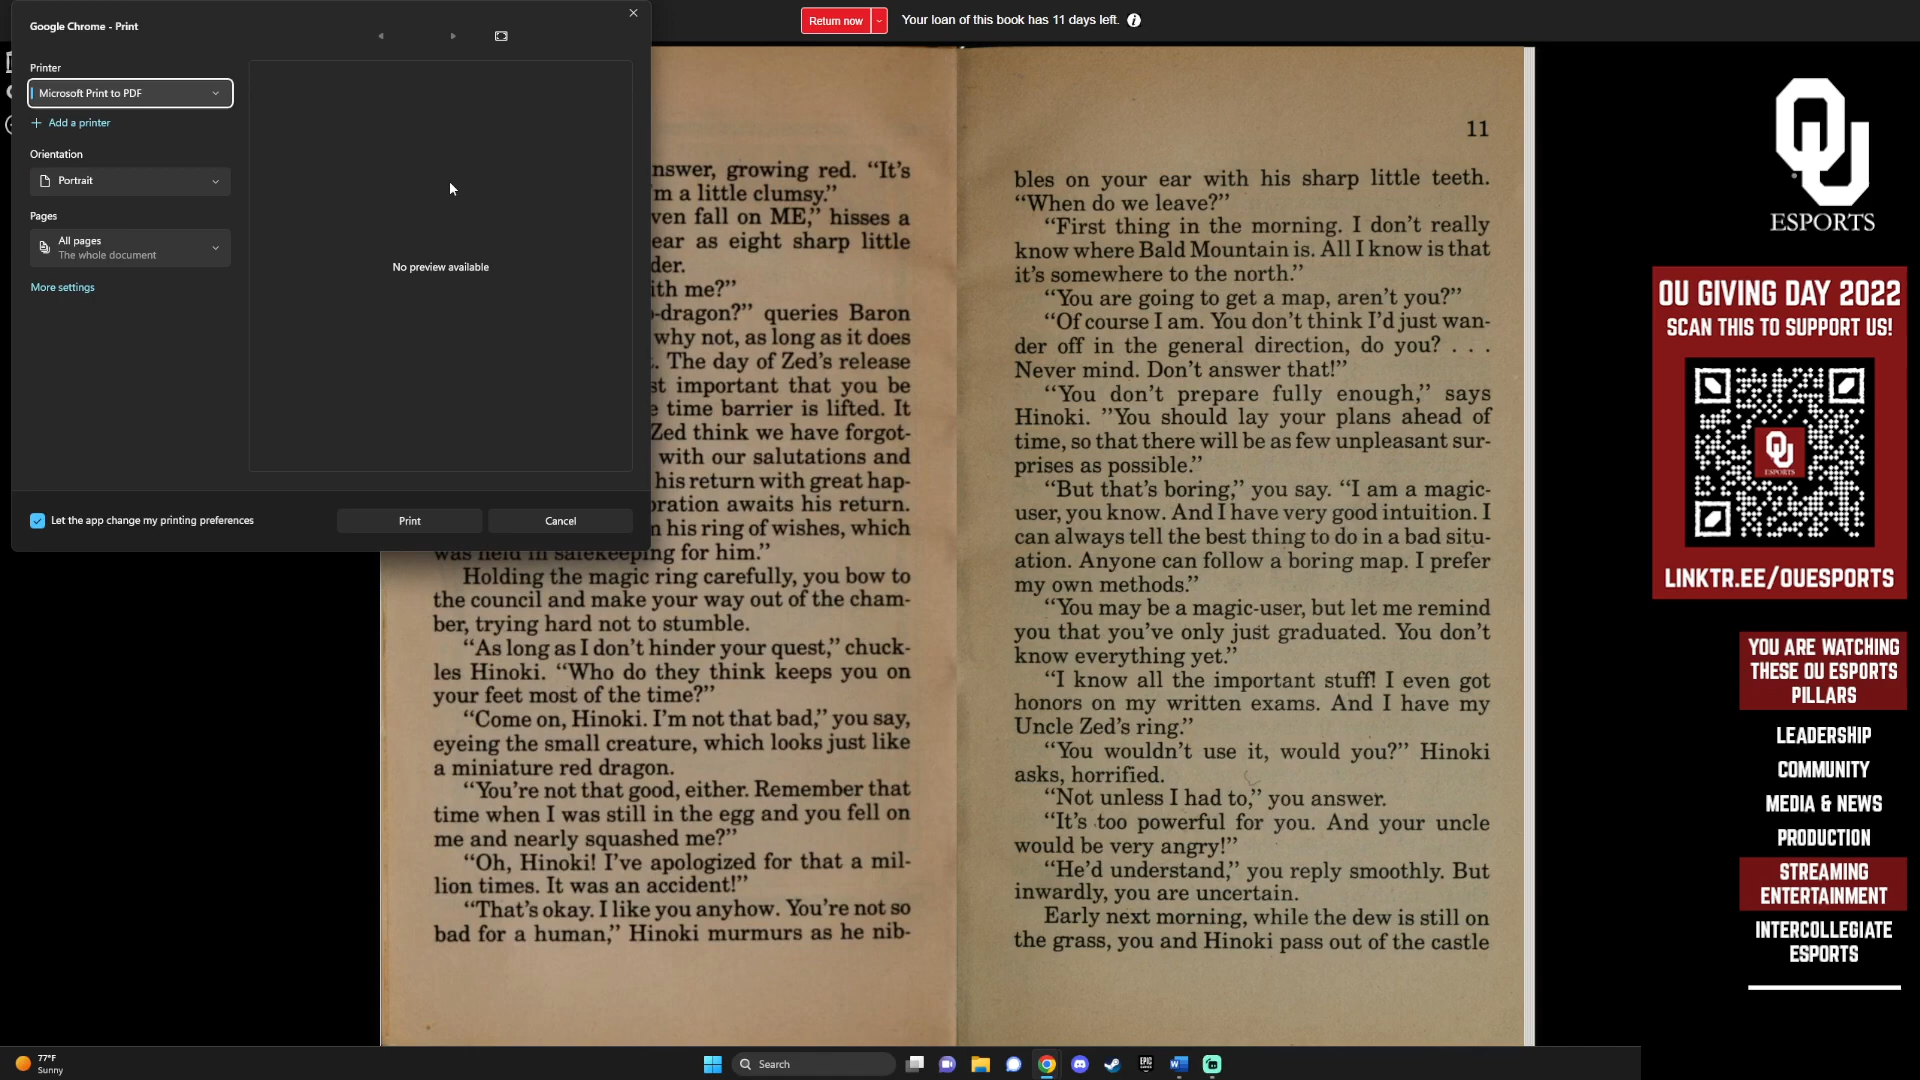 Google Chrome - Print
Printer
Microsoft Print to PDF
Add a printer
Orientation
Portrait
Pages
All pages
The whole document
More settings
No preview available
Let the app change my printing preferences
Print
Cancel
Return now
Your loan of this book has 11 days left.
nswer, growing red. “It’s
’m a little clumsy.”
ven fall on ME,” hisses a
ear as eight sharp little
der.
ith me?”
-dragon?” queries Baron
why not, as long as it does
. The day of Zed’s release
st important that you be
e time barrier is lifted. It
Zed think we have forgot-
with our salutations and
his return with great hap-
bration awaits his return.
n his ring of wishes, which
was held in safekeeping for him.”
Holding the magic ring carefully, you bow to
the council and make your way out of the cham-
ber, trying hard not to stumble.
“As long as I don’t hinder your quest,” chuck-
les Hinoki. “Who do they think keeps you on
your feet most of the time?”
“Come on, Hinoki. I’m not that bad,” you say,
eyeing the small creature, which looks just like
a miniature red dragon.
“You’re not that good, either. Remember that
time when I was still in the egg and you fell on
me and nearly squashed me?”
“Oh, Hinoki! I’ve apologized for that a mil-
lion times. It was an accident!”
“That’s okay. I like you anyhow. You’re not so
bad for a human,” Hinoki murmurs as he nib-
11
bles on your ear with his sharp little teeth.
“When do we leave?”
“First thing in the morning. I don’t really
know where Bald Mountain is. All I know is that
it’s somewhere to the north.”
“You are going to get a map, aren’t you?”
“Of course I am. You don’t think I’d just wan-
der off in the general direction, do you? . . .
Never mind. Don’t answer that!”
“You don’t prepare fully enough,” says
Hinoki. ”You should lay your plans ahead of
time, so that there will be as few unpleasant sur-
prises as possible.”
“But that’s boring,” you say. “I am a magic-
user, you know. And I have very good intuition. I
can always tell the best thing to do in a bad situ-
ation. Anyone can follow a boring map. I prefer
my own methods.”
“You may be a magic-user, but let me remind
you that you’ve only just graduated. You don’t
know everything yet.”
“I know all the important stuff! I even got
honors on my written exams. And I have my
Uncle Zed’s ring.”
“You wouldn’t use it, would you?” Hinoki
asks, horrified.
“Not unless I had to,” you answer.
“It’s too powerful for you. And your uncle
would be very angry!”
“He’d understand,” you reply smoothly. But
inwardly, you are uncertain.
Early next morning, while the dew is still on
the grass, you and Hinoki pass out of the castle
OU
ESPORTS
OU GIVING DAY 2022
SCAN THIS TO SUPPORT US!
OU
ESPORTS
LINKTR.EE/OUESPORTS
YOU ARE WATCHING
THESE OU ESPORTS
PILLARS
LEADERSHIP
COMMUNITY
MEDIA & NEWS
PRODUCTION
STREAMING
ENTERTAINMENT
INTERCOLLEGIATE
ESPORTS
77°F
Sunny
Search
EPIC
GAMES